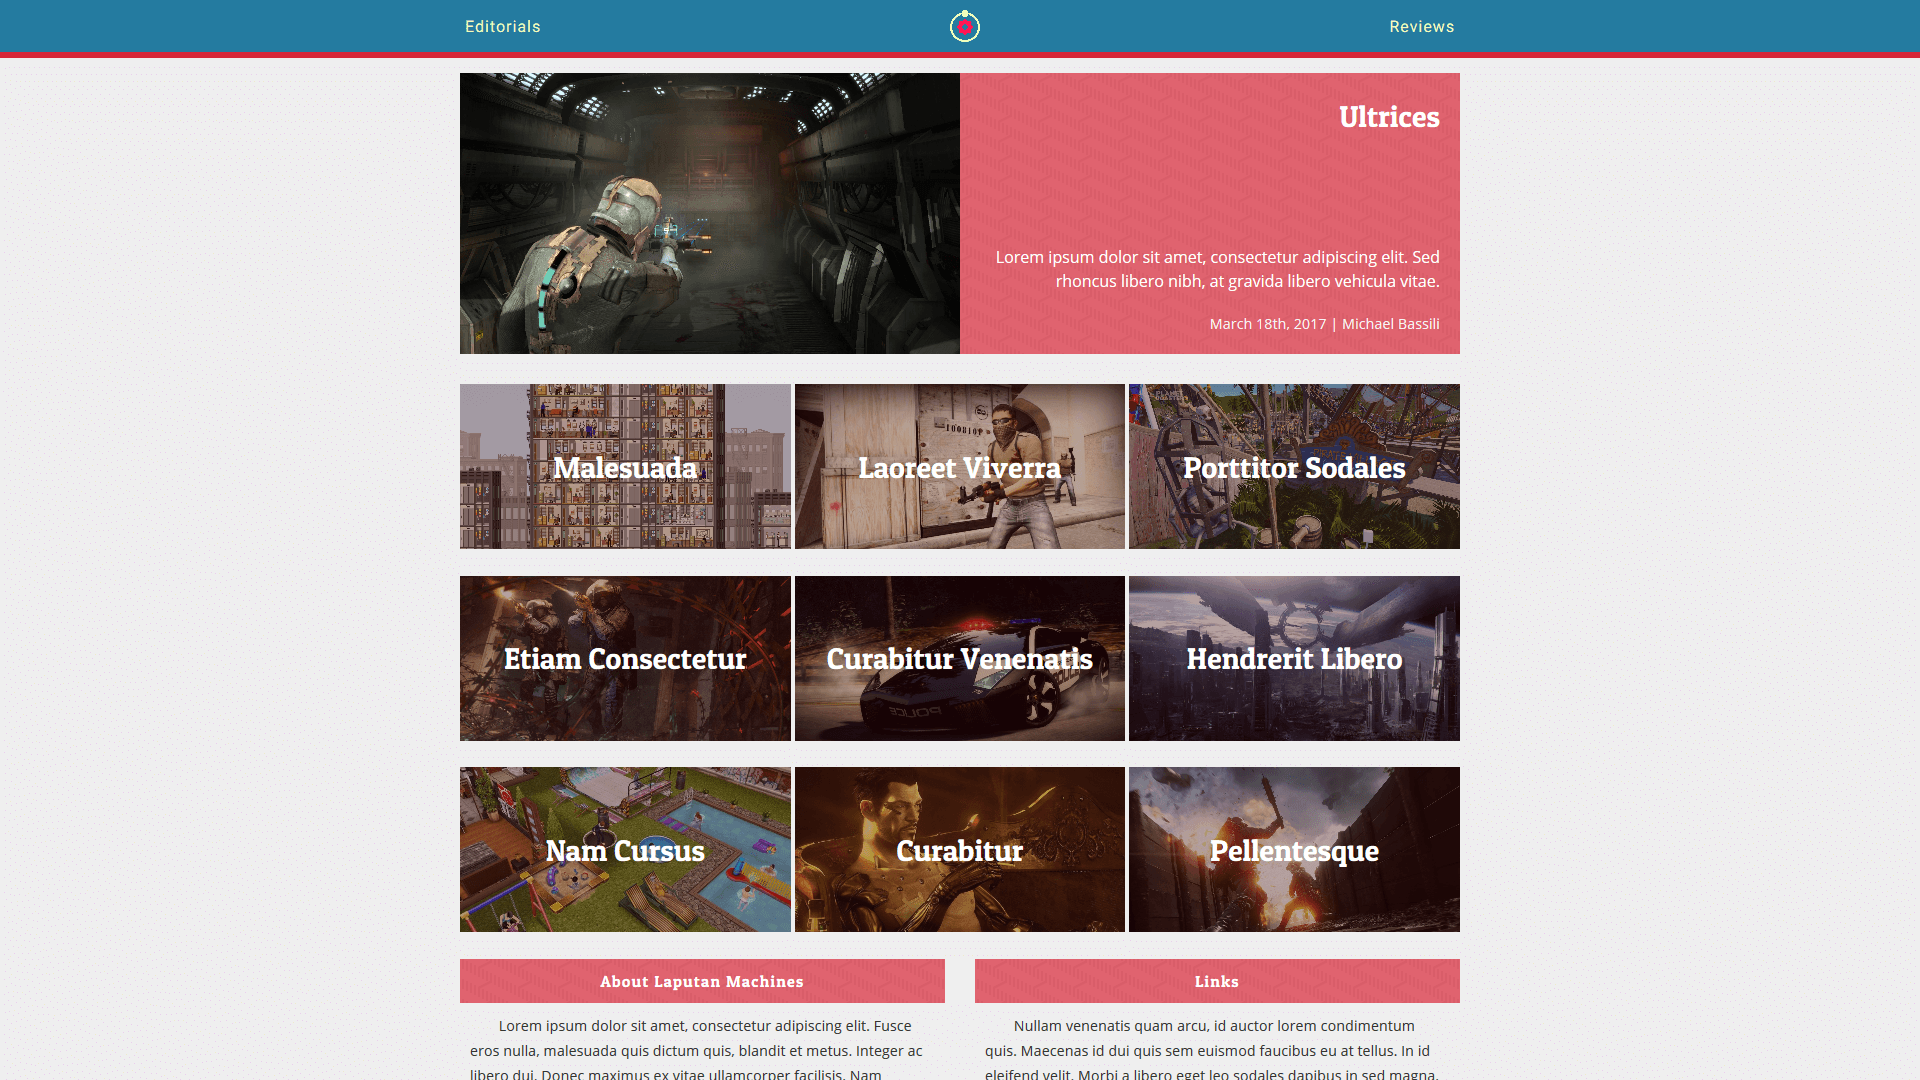 Editorials
Reviews
Ultrices
Lorem ipsum dolor sit amet, consectetur adipiscing elit. Sed
rhoncus libero nibh, at gravida libero vehicula vitae.
March 18th, 2017 | Michael Bassili
Malesuada
Laoreet Viverra
Porttitor Sodales
Etiam Consectetur
Curabitur Venenatis
Hendrerit Libero
POLICE
Nam Cursus
Curabitur
Pellentesque
About Laputan Machines
Links
Lorem ipsum dolor sit amet, consectetur adipiscing elit. Fusce
eros nulla, malesuada quis dictum quis, blandit et metus. Integer ac
libero dui. Donec maximus ex vitae ullamcorper facilisis. Nam
Nullam venenatis quam arcu, id auctor lorem condimentum
quis. Maecenas id dui quis sem euismod faucibus eu at tellus. In id
eleifend velit. Morbi a libero eget leo sodales dapibus in sed magna.